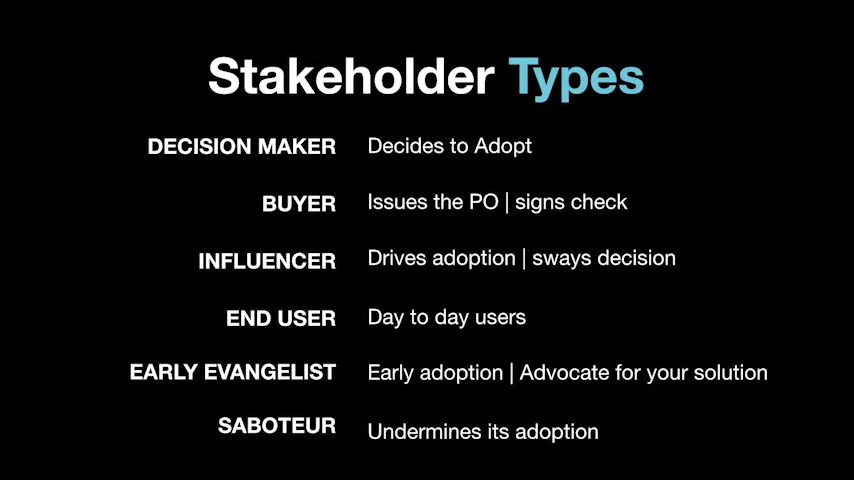 Stakeholder Types
DECISION MAKER Decides to Adopt
BUYER Issues the PO | signs check
INFLUENCER Drives adoption | sways decision
END USER Day to day users
EARLY EVANGELIST Early adoption | Advocate for your solution
SABOTEUR Undermines its adoption